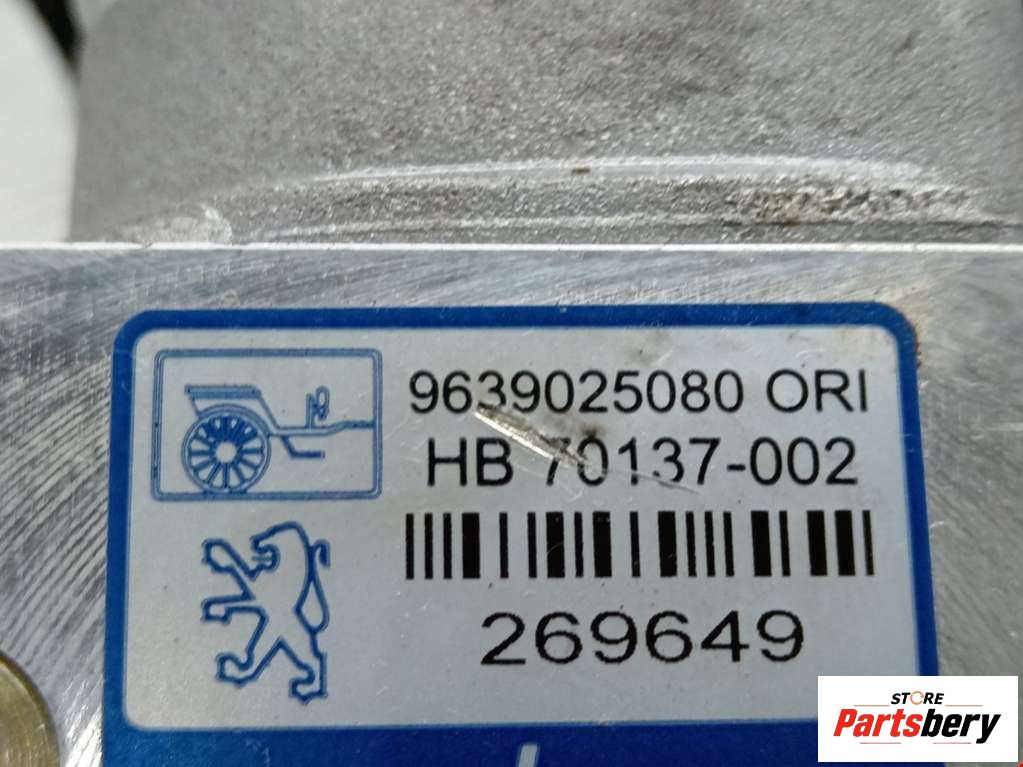 9639025080 ORI
HB 70137-002
269649
STORE
Partsbery